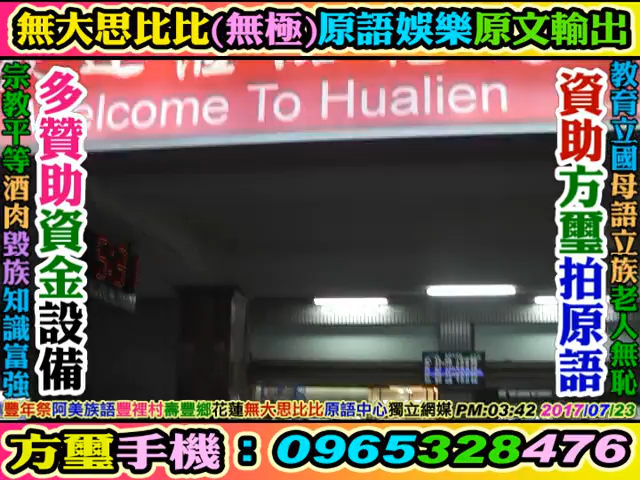 無大思比比(無極)原語娛樂原文輸出
宗教平等酒肉毀族知識富強
多贊助資金設備
elcome To Hualien
5:31
資助方璽拍原語
教育立國母語立族老人無恥
豐年祭阿美族語豐裡村壽豐鄉花蓮無大思比比原語中心獨立網媒 PM:03:42 2017/07/23
方璽手機：0965328476